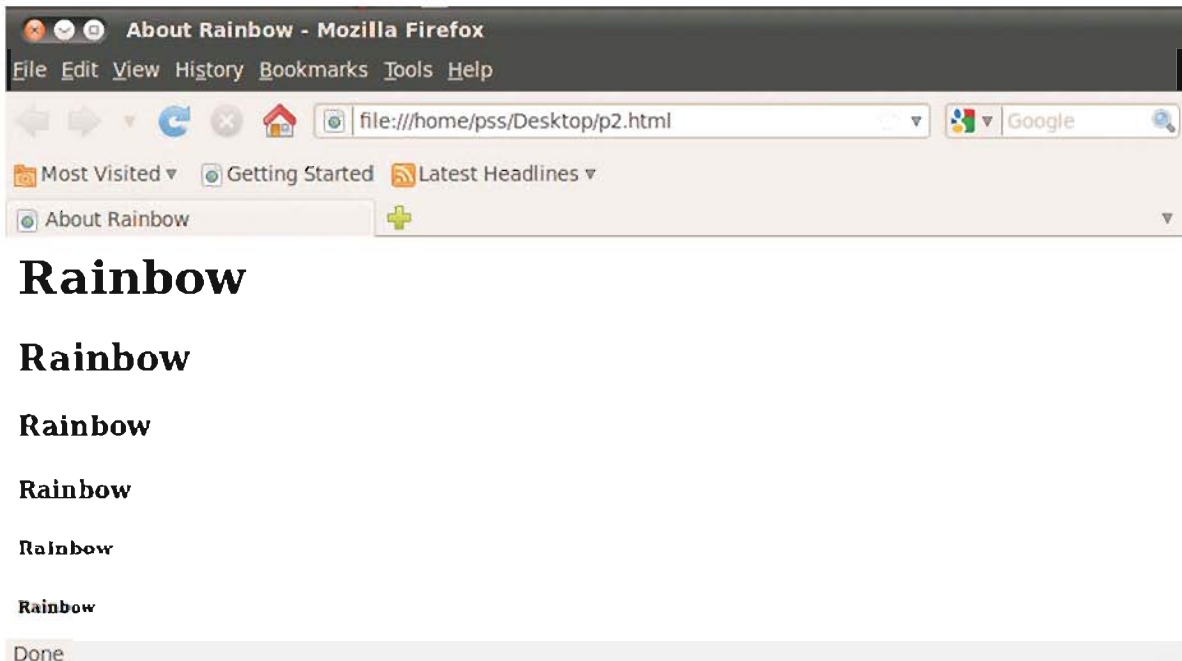 About Rainbow - Mozilla Firefox
File Edit View History Bookmarks Tools Help
file:///home/pss/Desktop/p2.html Google
Most Visited Getting Started Latest Headlines
About Rainbow
Rainbow
Rainbow
Rainbow
Rainbow
Rainbow
Rainbow
Done